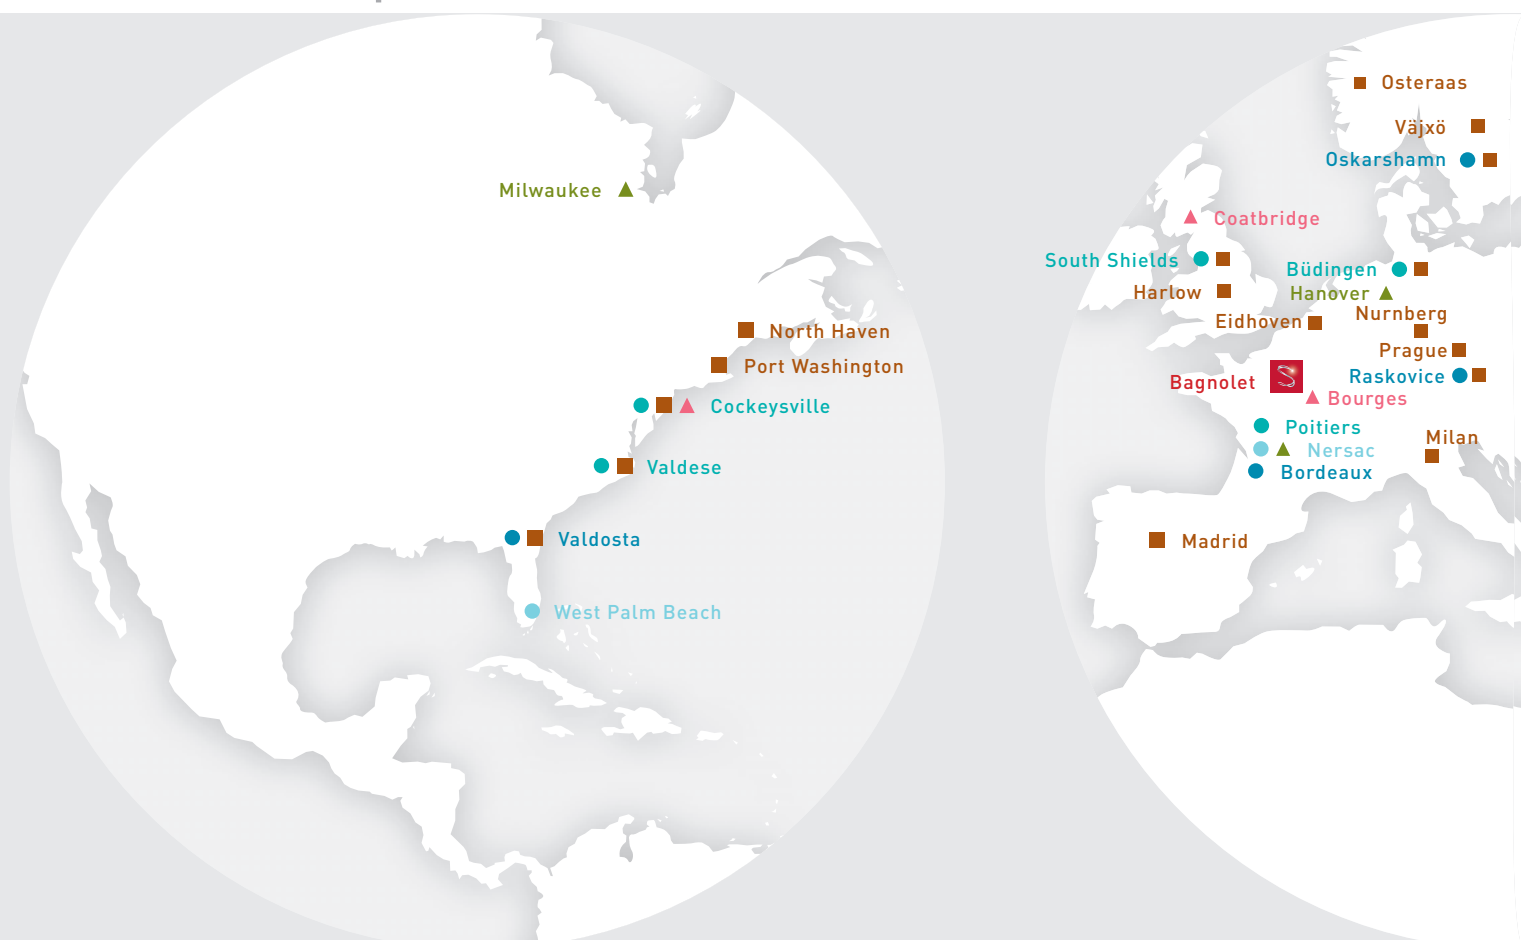 Milwaukee
North Haven
Port Washington
Cockeysville
Valdese
Valdosta
West Palm Beach
Osteraas
Väjxö
Oskarshamn
Coatbridge
South Shields
Büdingen
Harlow
Hanover
Eidhoven
Nurnberg
Prague
Bagnolet
Raskovice
Bourges
Poitiers
Milan
Nersac
Bordeaux
Madrid